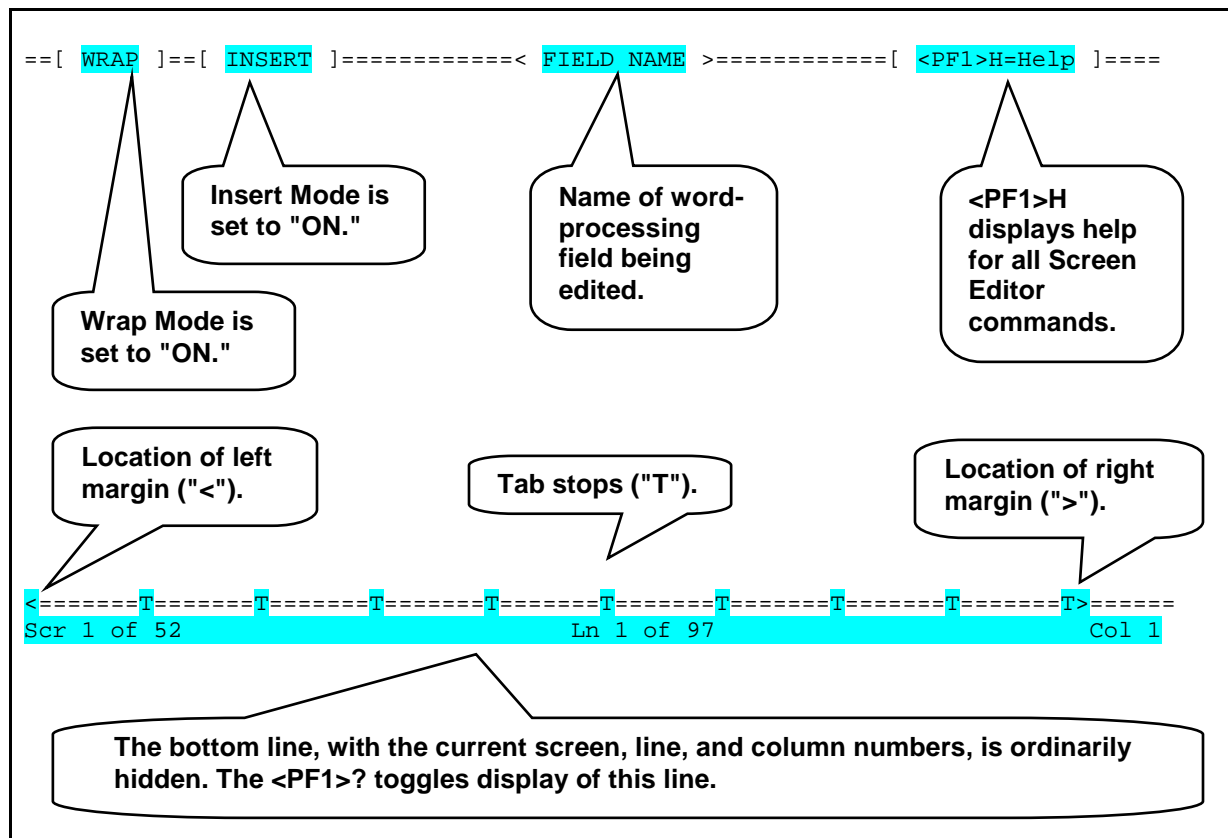 ==[ WRAP ]==[ INSERT ]============< FIELD NAME >============[ <PF1>H=Help ]====
Insert Mode is
set to "ON."
Name of word-
processing
field being
edited.
<PF1>H
displays help
for all Screen
Editor
commands.
Wrap Mode is
set to "ON."
Location of left
margin ("<").
Tab stops ("T").
Location of right
margin (">").
<=======T=======T=======T=======T=======T=======T=======T=======T=======T>======
Scr 1 of 52 Ln 1 of 97 Col 1
The bottom line, with the current screen, line, and column numbers, is ordinarily
hidden. The <PF1>? toggles display of this line.